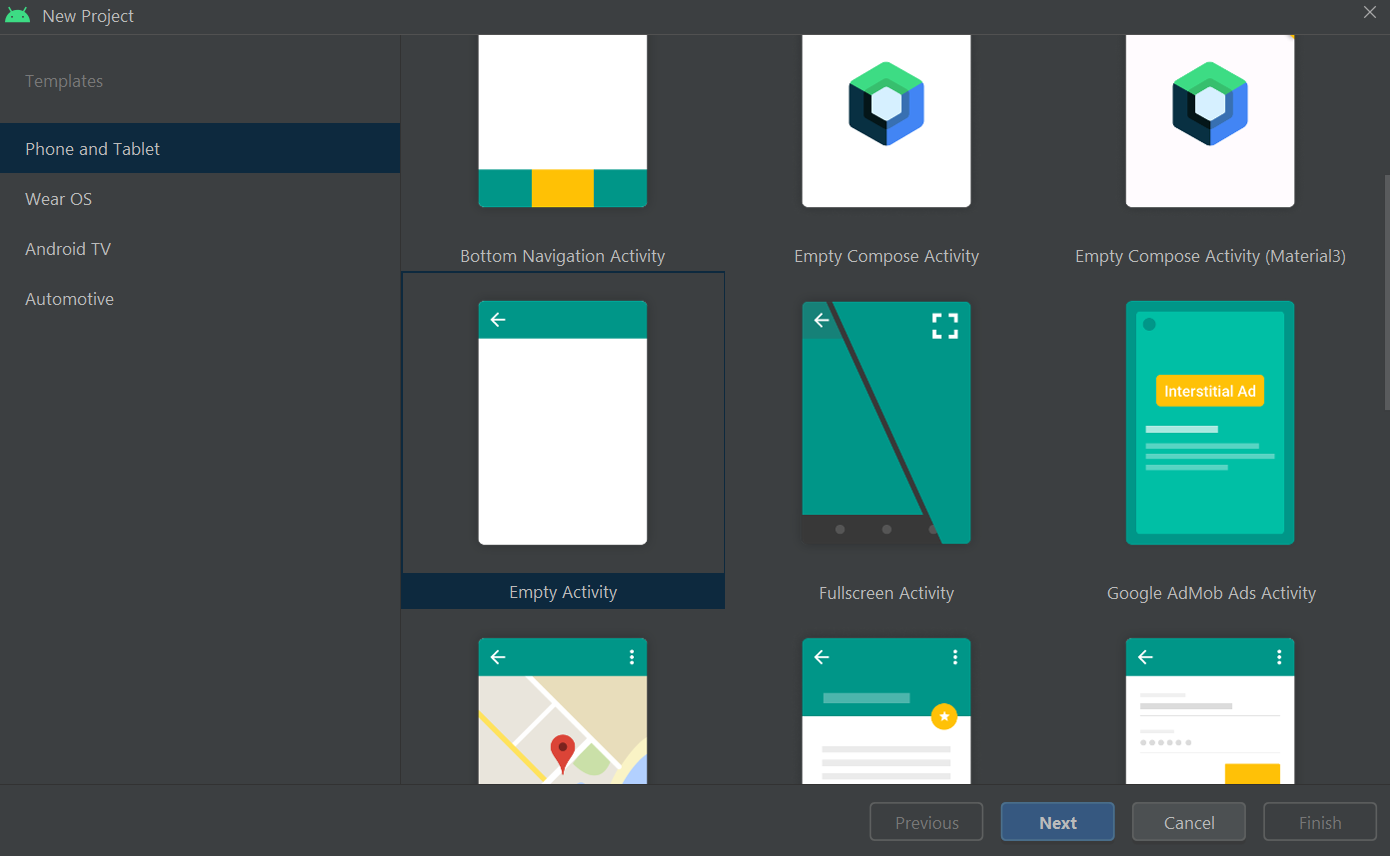 New Project
Templates
Phone and Tablet
Wear OS
Android TV
Automotive
Bottom Navigation Activity
Empty Compose Activity
Empty Compose Activity (Material3)
Interstitial Ad
Empty Activity
Fullscreen Activity
Google AdMob Ads Activity
Previous
Next
Cancel
Finish